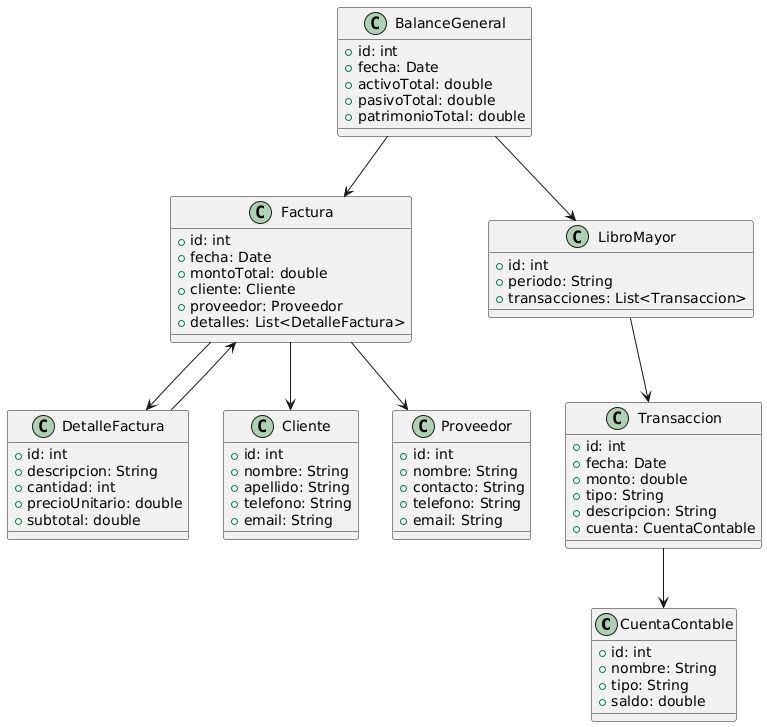 C BalanceGeneral
id: int
fecha: Date
activoTotal: double
pasivoTotal: double
patrimonioTotal: double
C Factura
id: int
fecha: Date
montoTotal: double
cliente: Cliente
proveedor: Proveedor
detalles: List<DetalleFactura>
C LibroMayor
id: int
periodo: String
transacciones: List<Transaccion>
C DetalleFactura
id: int
descripcion: String
cantidad: int
precioUnitario: double
subtotal: double
C Cliente
id: int
nombre: String
apellido: String
telefono: String
email: String
C Proveedor
id: int
nombre: String
contacto: String
telefono: String
email: String
C Transaccion
id: int
fecha: Date
monto: double
tipo: String
descripcion: String
cuenta: CuentaContable
C CuentaContable
id: int
nombre: String
tipo: String
saldo: double